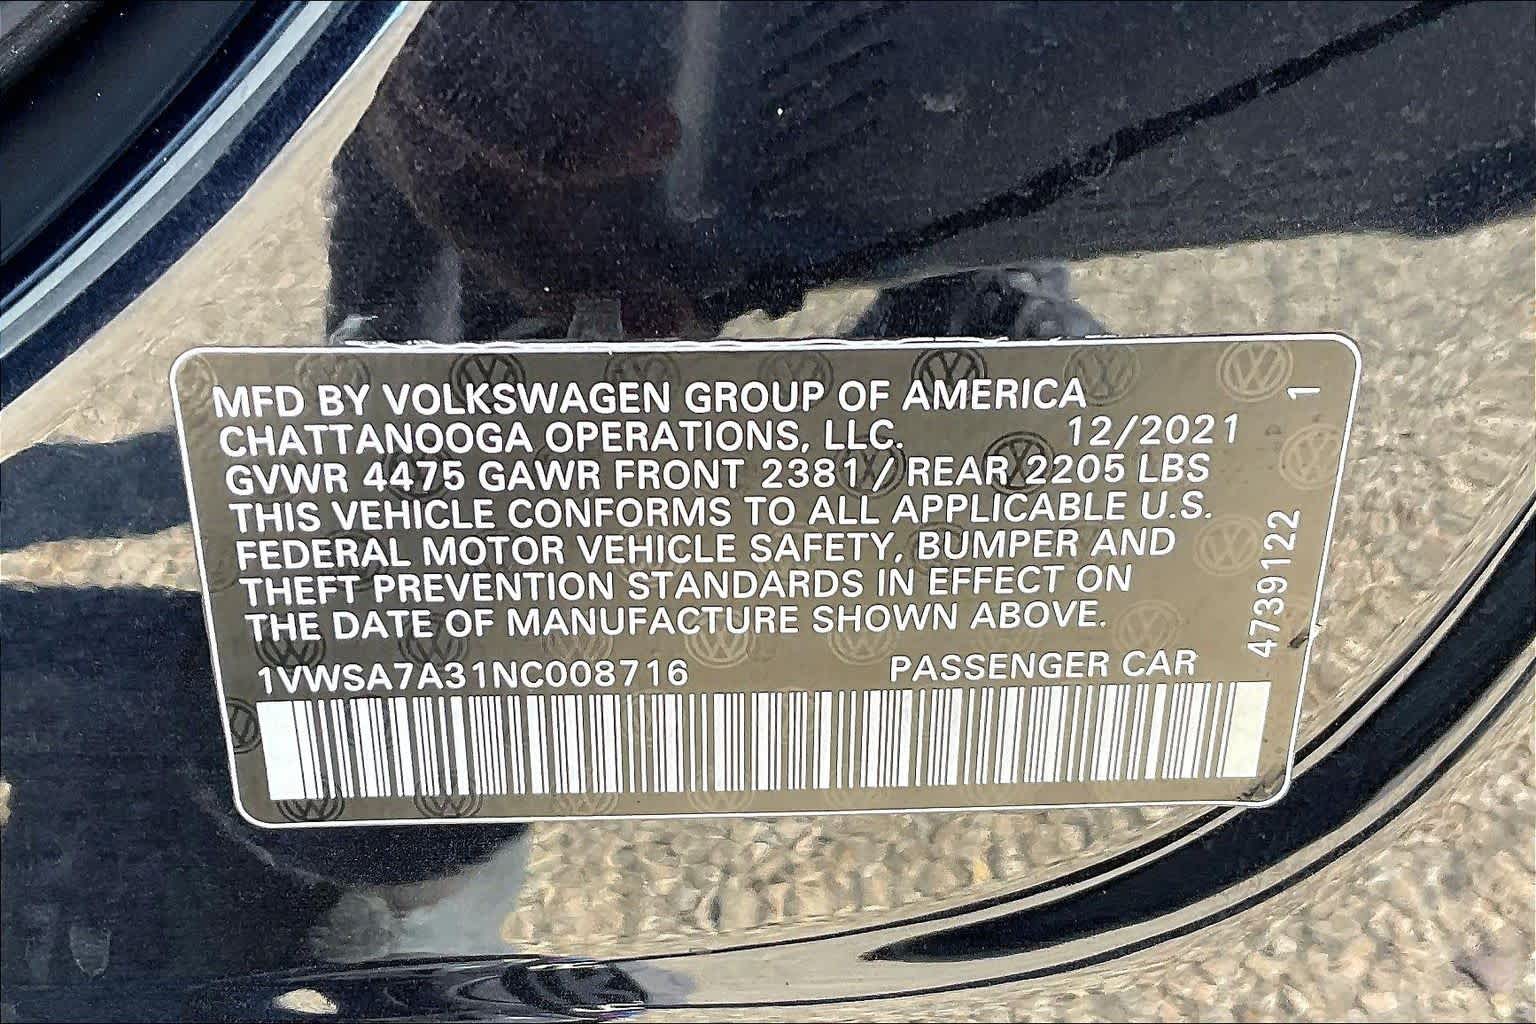 MFD BY VOLKSWAGEN GROUP OF AMERICA
CHATTANOOGA OPERATIONS, LLC. 12/2021
GVWR 4475 GAWR FRONT 2381 / REAR 2205 LBS
THIS VEHICLE CONFORMS TO ALL APPLICABLE U.S.
FEDERAL MOTOR VEHICLE SAFETY, BUMPER AND
THEFT PREVENTION STANDARDS IN EFFECT ON
THE DATE OF MANUFACTURE SHOWN ABOVE.
1VWSA7A31NC008716 PASSENGER CAR
4739122 1